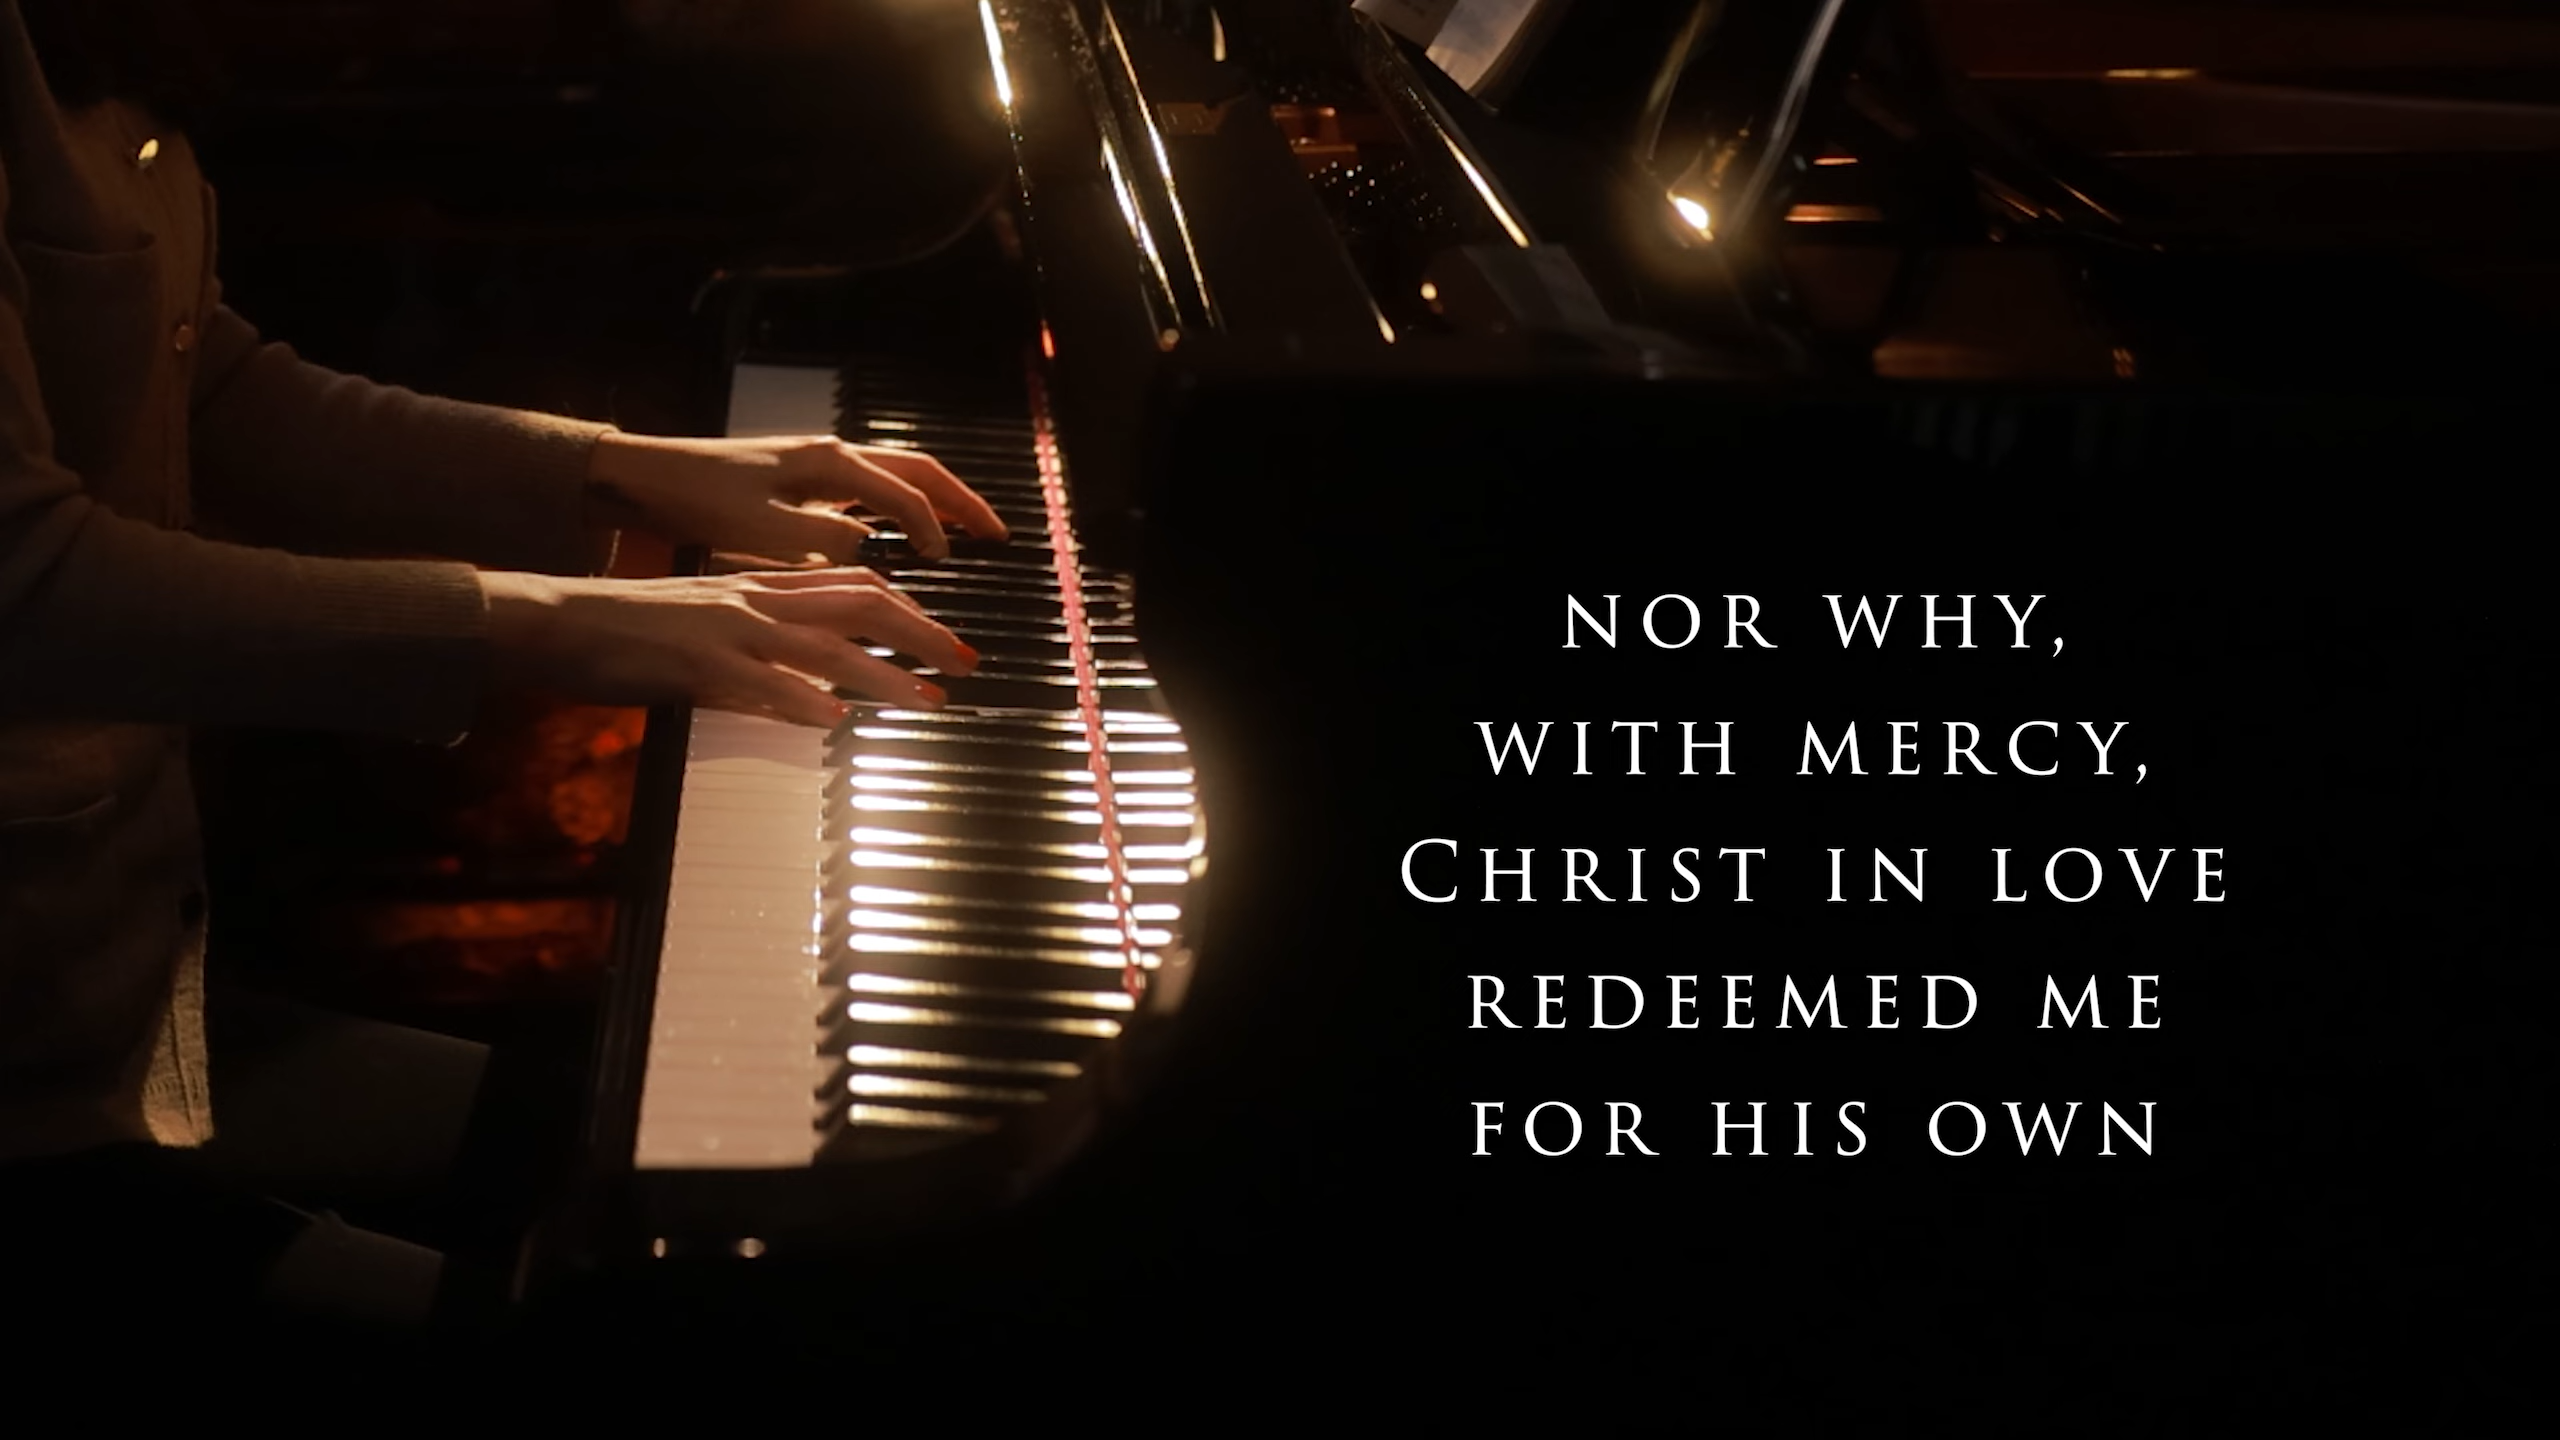 NOR WHY,
WITH MERCY,
CHRIST IN LOVE
REDEEMED ME
FOR HIS OWN